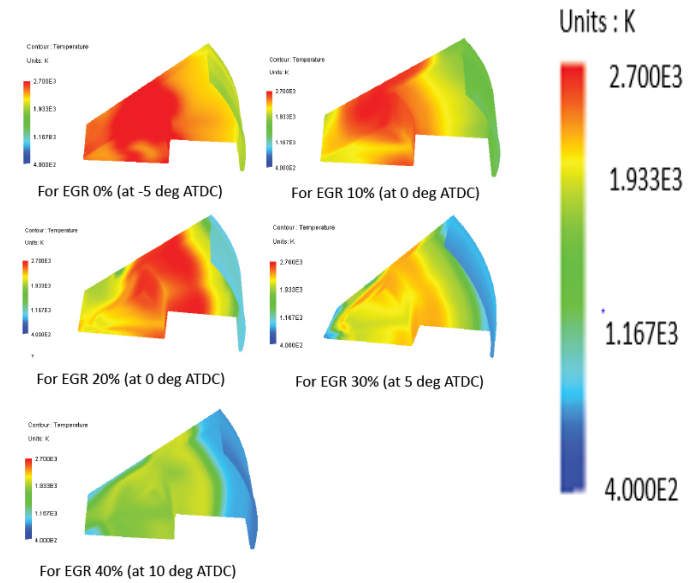 Contour : Temperature
Units: K
2.700E3
1.933E3
1.167E3
4.000E2
For EGR 0% (at -5 deg ATDC)
Contour : Temperature
Units: K
2.700E3
1.933E3
1.167E3
4.000E2
For EGR 10% (at 0 deg ATDC)
Units : K
2.700E3
1.933E3
1.167E3
4.000E2
Contour : Temperature
Units: K
2.700E3
1.933E3
1.167E3
4.000E2
For EGR 20% (at 0 deg ATDC)
Contour : Temperature
Units: K
2.700E3
1.933E3
1.167E3
4.000E2
For EGR 30% (at 5 deg ATDC)
Contour : Temperature
Units: K
2.700E3
1.933E3
1.167E3
4.000E2
For EGR 40% (at 10 deg ATDC)